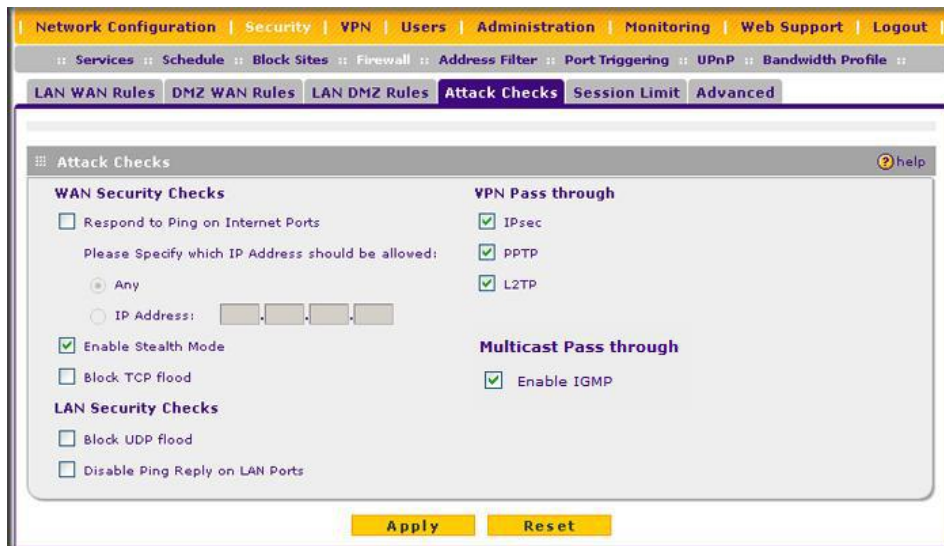 Network Configuration | Security | VPN | Users | Administration | Monitoring | Web Support | Logout
:: Services :: Schedule :: Block Sites :: Firewall :: Address Filter :: Port Triggering :: UPnP :: Bandwidth Profile ::
LAN WAN Rules DMZ WAN Rules LAN DMZ Rules Attack Checks Session Limit Advanced
Attack Checks
? help
WAN Security Checks
Respond to Ping on Internet Ports
Please Specify which IP Address should be allowed:
Any
IP Address: . . .
Enable Stealth Mode
Block TCP flood
LAN Security Checks
Block UDP flood
Disable Ping Reply on LAN Ports
VPN Pass through
IPsec
PPTP
L2TP
Multicast Pass through
Enable IGMP
Apply
Reset